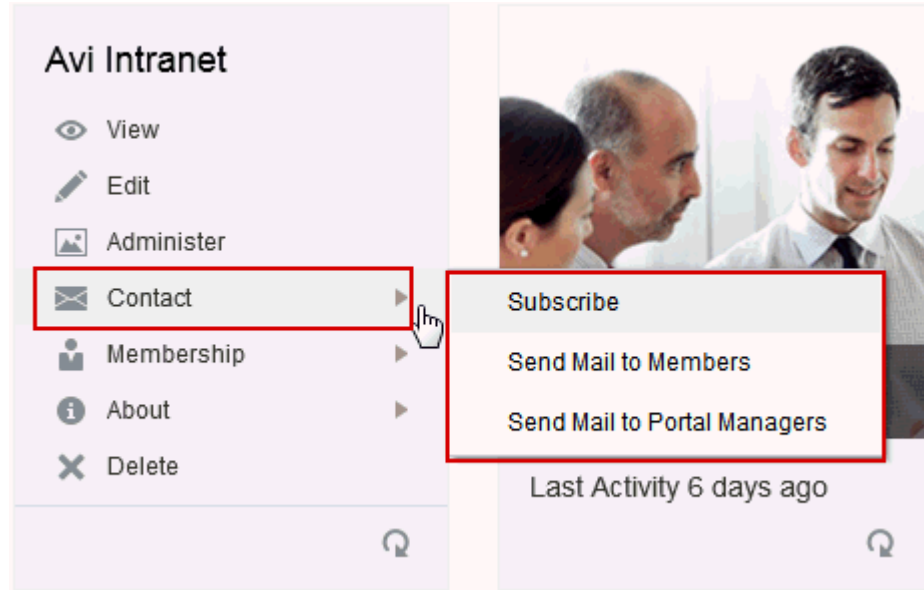 Avi Intranet
View
Edit
Administer
Contact
Membership
About
Delete
Subscribe
Send Mail to Members
Send Mail to Portal Managers
Last Activity 6 days ago